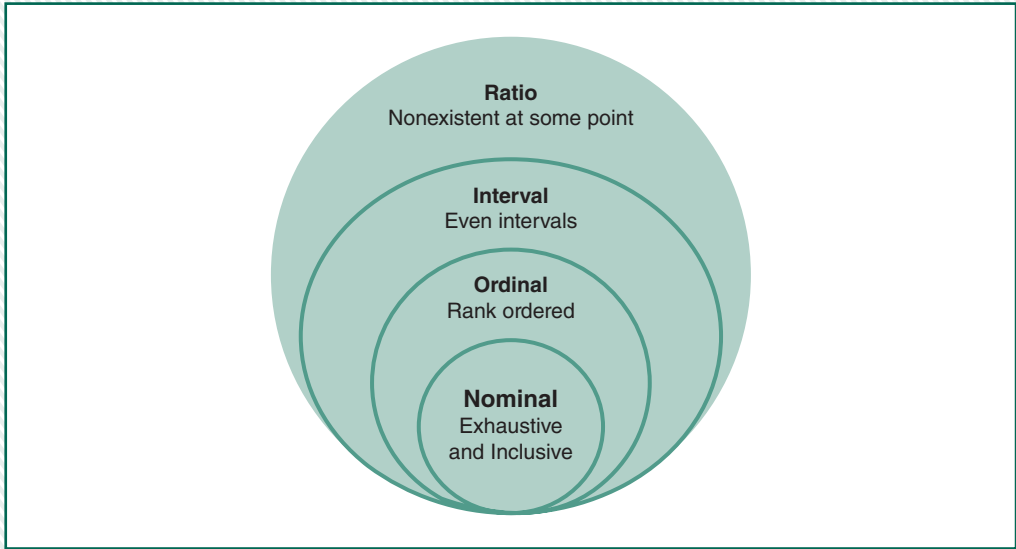 Ratio
Nonexistent at some point
Interval
Even intervals
Ordinal
Rank ordered
Nominal
Exhaustive
and Inclusive